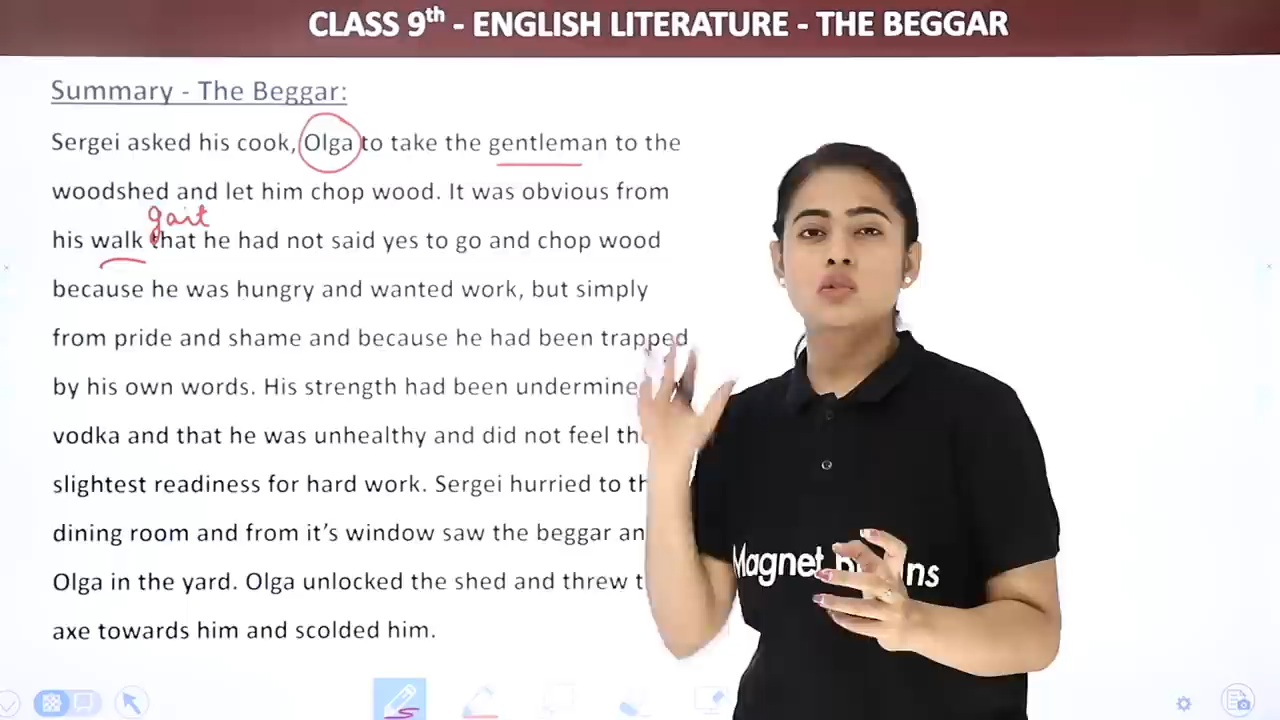 CLASS 9th - ENGLISH LITERATURE - THE BEGGAR
Summary - The Beggar:
Sergei asked his cook, Olga to take the gentleman to the
woodshed and let him chop wood. It was obvious from
gait
his walk that he had not said yes to go and chop wood
because he was hungry and wanted work, but simply
from pride and shame and because he had been trapped
by his own words. His strength had been undermine
vodka and that he was unhealthy and did not feel
slightest readiness for hard work. Sergei hurried to
dining room and from it's window saw the beggar
Olga in the yard. Olga unlocked the shed and threw
axe towards him and scolded him.
Magnet